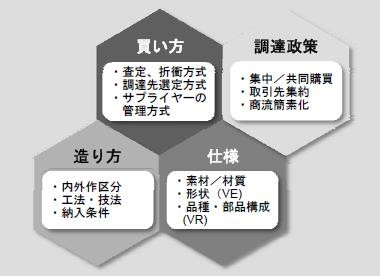 買い方
・査定、折衝方式
・調達先選定方式
・サプライヤーの
管理方式
調達政策
・集中／共同購買
・取引先集約
・商流簡素化
造り方
・内外作区分
・工法・技法
・納入条件
仕様
・素材／材質
・形状（VE)
・品種・部品構成
(VR)